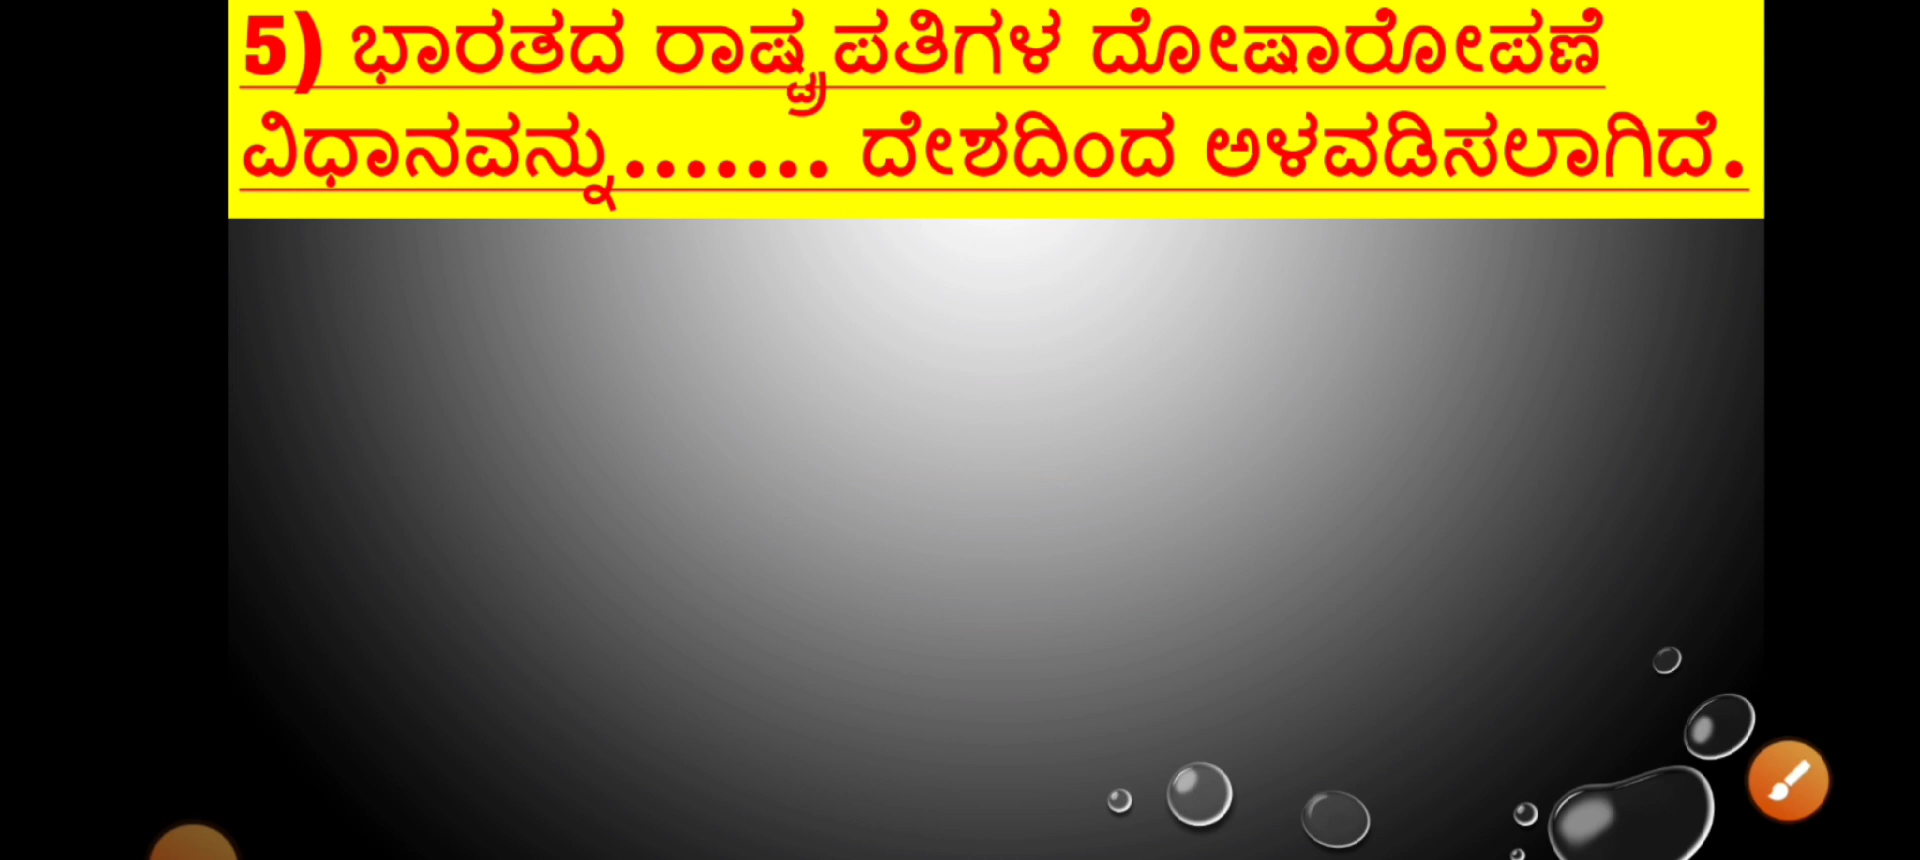 5) ಭಾರತದ ರಾಷ್ಟ್ರಪತಿಗಳ ದೋಷಾರೋಪಣೆ
ವಿಧಾನವನ್ನು....... ದೇಶದಿಂದ ಅಳವಡಿಸಲಾಗಿದೆ.